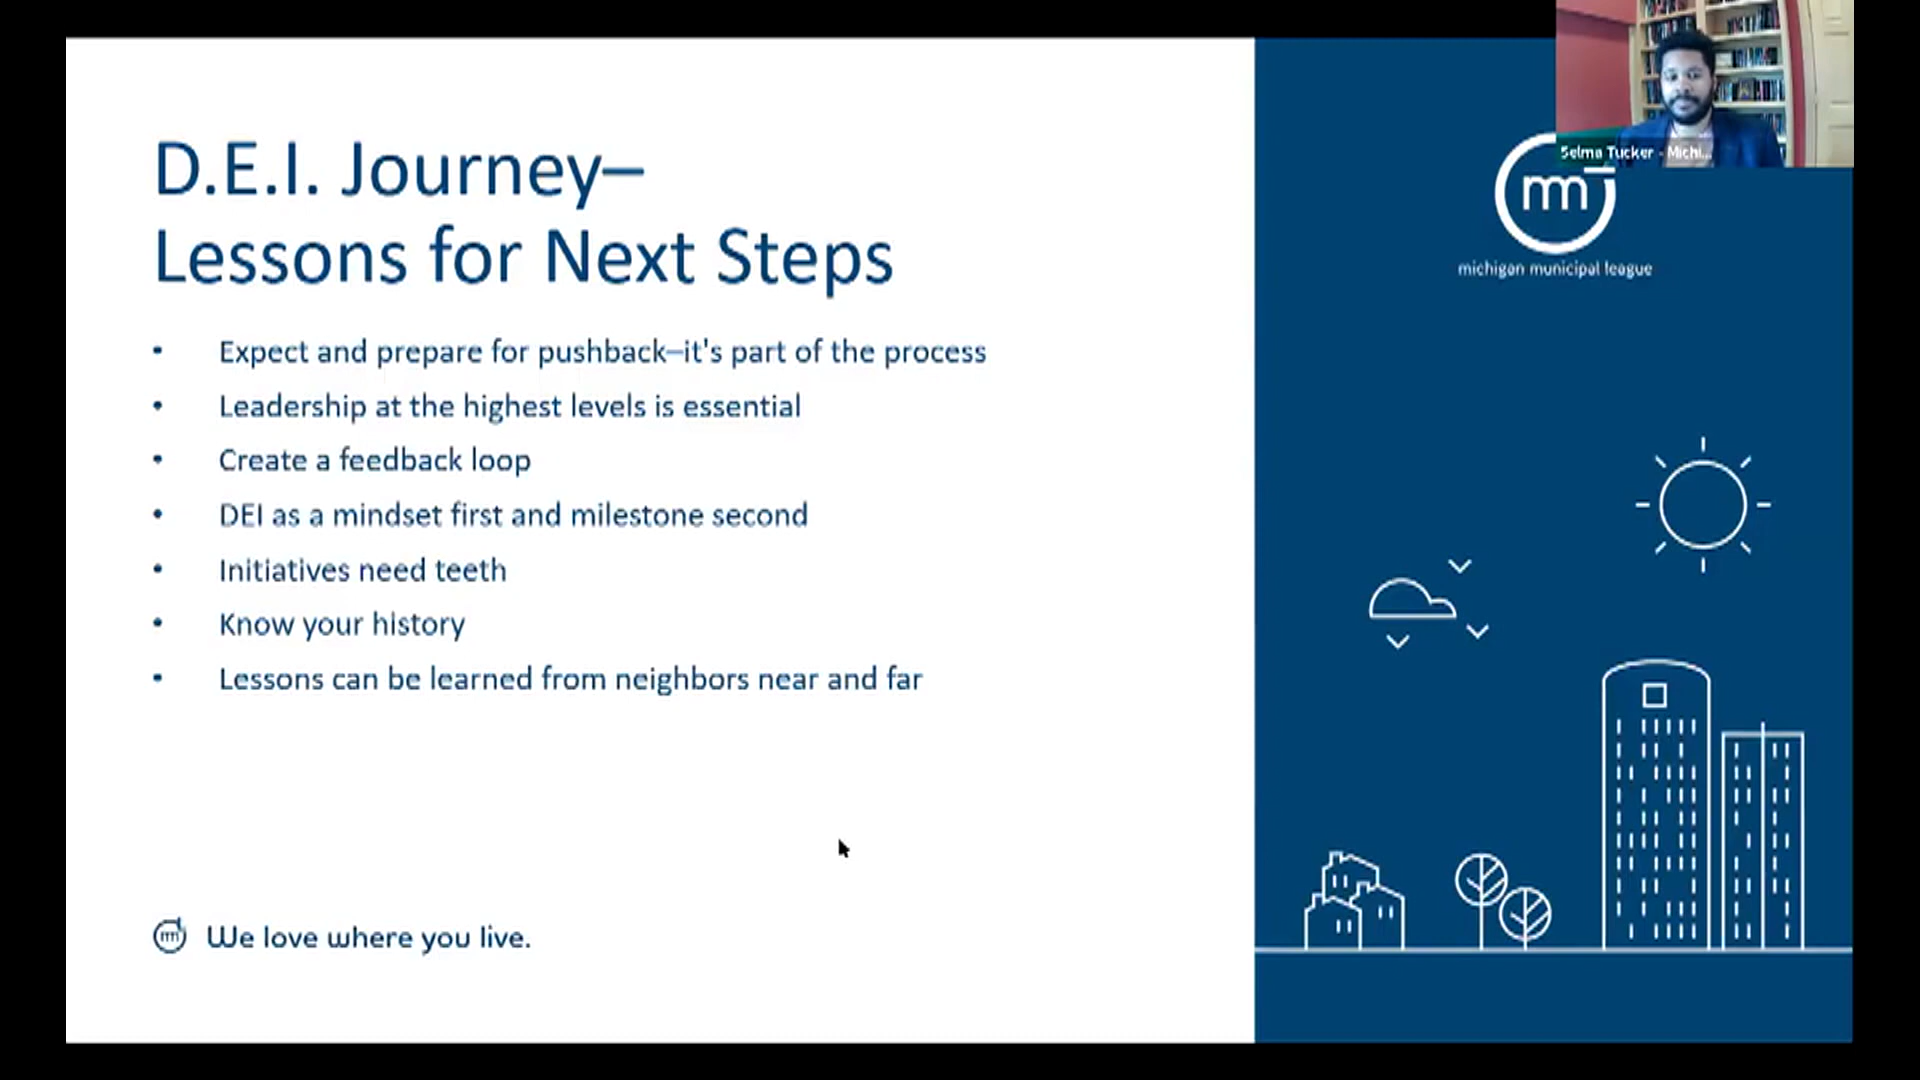 D.E.I. Journey–
Lessons for Next Steps
• Expect and prepare for pushback–it's part of the process
• Leadership at the highest levels is essential
• Create a feedback loop
• DEI as a mindset first and milestone second
• Initiatives need teeth
• Know your history
• Lessons can be learned from neighbors near and far
We love where you live.
Selma Tucker - Michi...
m
michigan municipal league